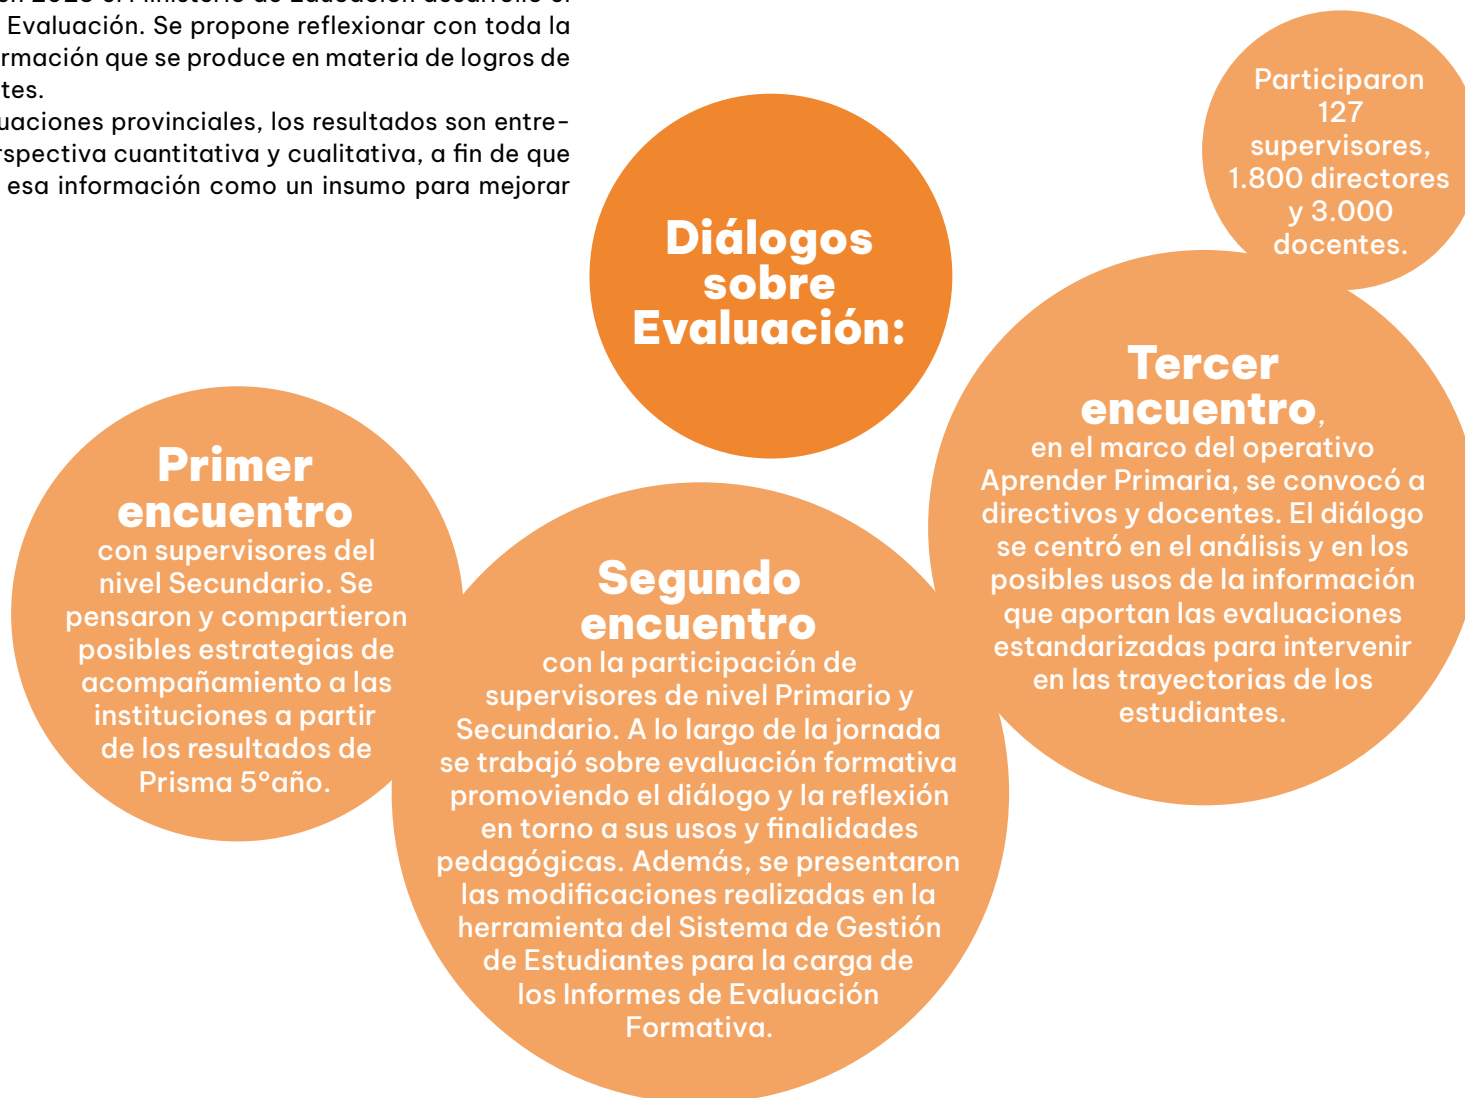 Evaluación. Se propone reflexionar con toda la
rmación que se produce en materia de logros de
tes.
uaciones provinciales, los resultados son entre-
rspectiva cuantitativa y cualitativa, a fin de que
esa información como un insumo para mejorar
Diálogos
sobre
Evaluación:
Primer
encuentro
con supervisores del
nivel Secundario. Se
pensaron y compartieron
posibles estrategias de
acompañamiento a las
instituciones a partir
de los resultados de
Prisma 5°año.
Segundo
encuentro
con la participación de
supervisores de nivel Primario y
Secundario. A lo largo de la jornada
se trabajó sobre evaluación formativa
promoviendo el diálogo y la reflexión
en torno a sus usos y finalidades
pedagógicas. Además, se presentaron
las modificaciones realizadas en la
herramienta del Sistema de Gestión
de Estudiantes para la carga de
los Informes de Evaluación
Formativa.
Tercer
encuentro,
en el marco del operativo
Aprender Primaria, se convocó a
directivos y docentes. El diálogo
se centró en el análisis y en los
posibles usos de la información
que aportan las evaluaciones
estandarizadas para intervenir
en las trayectorias de los
estudiantes.
Participaron
127
supervisores,
1.800 directores
y 3.000
docentes.